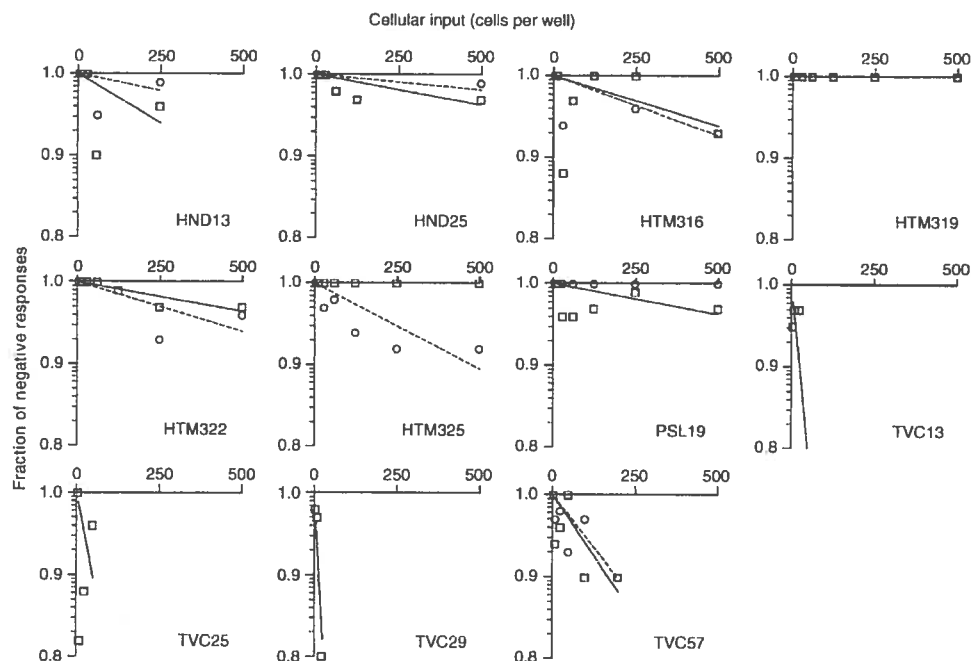 Cellular input (cells per well)
0 250 500 0 250 500 0 250 500 0 250 500
1.0 1.0 1.0 1.0
0.9 0.9 0.9 0.9
HND13 HND25 HTM316 HTM319
0.8 0.8 0.8 0.8
Fraction of negative responses
0 250 500 0 250 500 0 250 500 0 250 500
1.0 1.0 1.0 1.0
0.9 0.9 0.9 0.9
HTM322 HTM325 PSL19 TVC13
0.8 0.8 0.8 0.8
0 250 500 0 250 500 0 250 500
1.0 1.0 1.0
0.9 0.9 0.9
TVC25 TVC29 TVC57
0.8 0.8 0.8